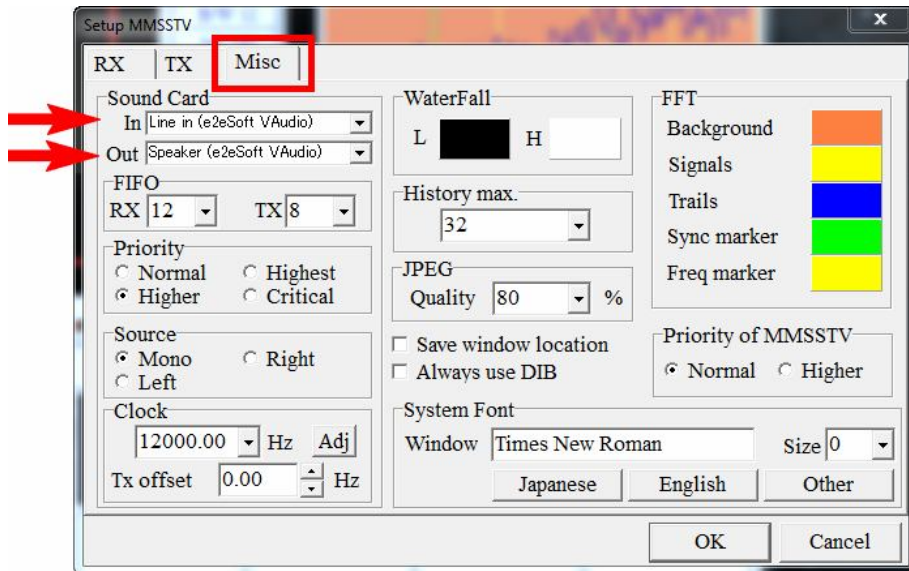 Setup MMSSTV
x
RX TX Misc
Sound Card
In Line in (e2eSoft VAudio)
Out Speaker (e2eSoft VAudio)
FIFO
RX 12 TX 8
Priority
Normal Highest
Higher Critical
Source
Mono Right
Left
Clock
12000.00 Hz Adj
Tx offset 0.00 Hz
WaterFall
L H
History max.
32
JPEG
Quality 80 %
Save window location
Always use DIB
FFT
Background
Signals
Trails
Sync marker
Freq marker
Priority of MMSSTV
Normal Higher
System Font
Window Times New Roman Size 0
Japanese English Other
OK Cancel